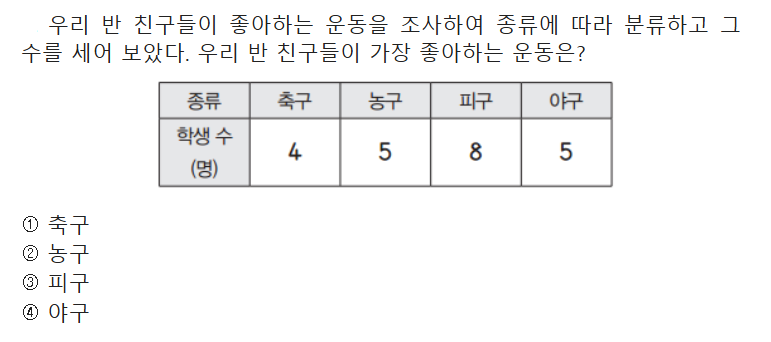 우리 반 친구들이 좋아하는 운동을 조사하여 종류에 따라 분류하고 그
수를 세어 보았다. 우리 반 친구들이 가장 좋아하는 운동은?
종류 축구 농구 피구 야구
학생 수
(명) 4 5 8 5
① 축구
② 농구
③ 피구
④ 야구